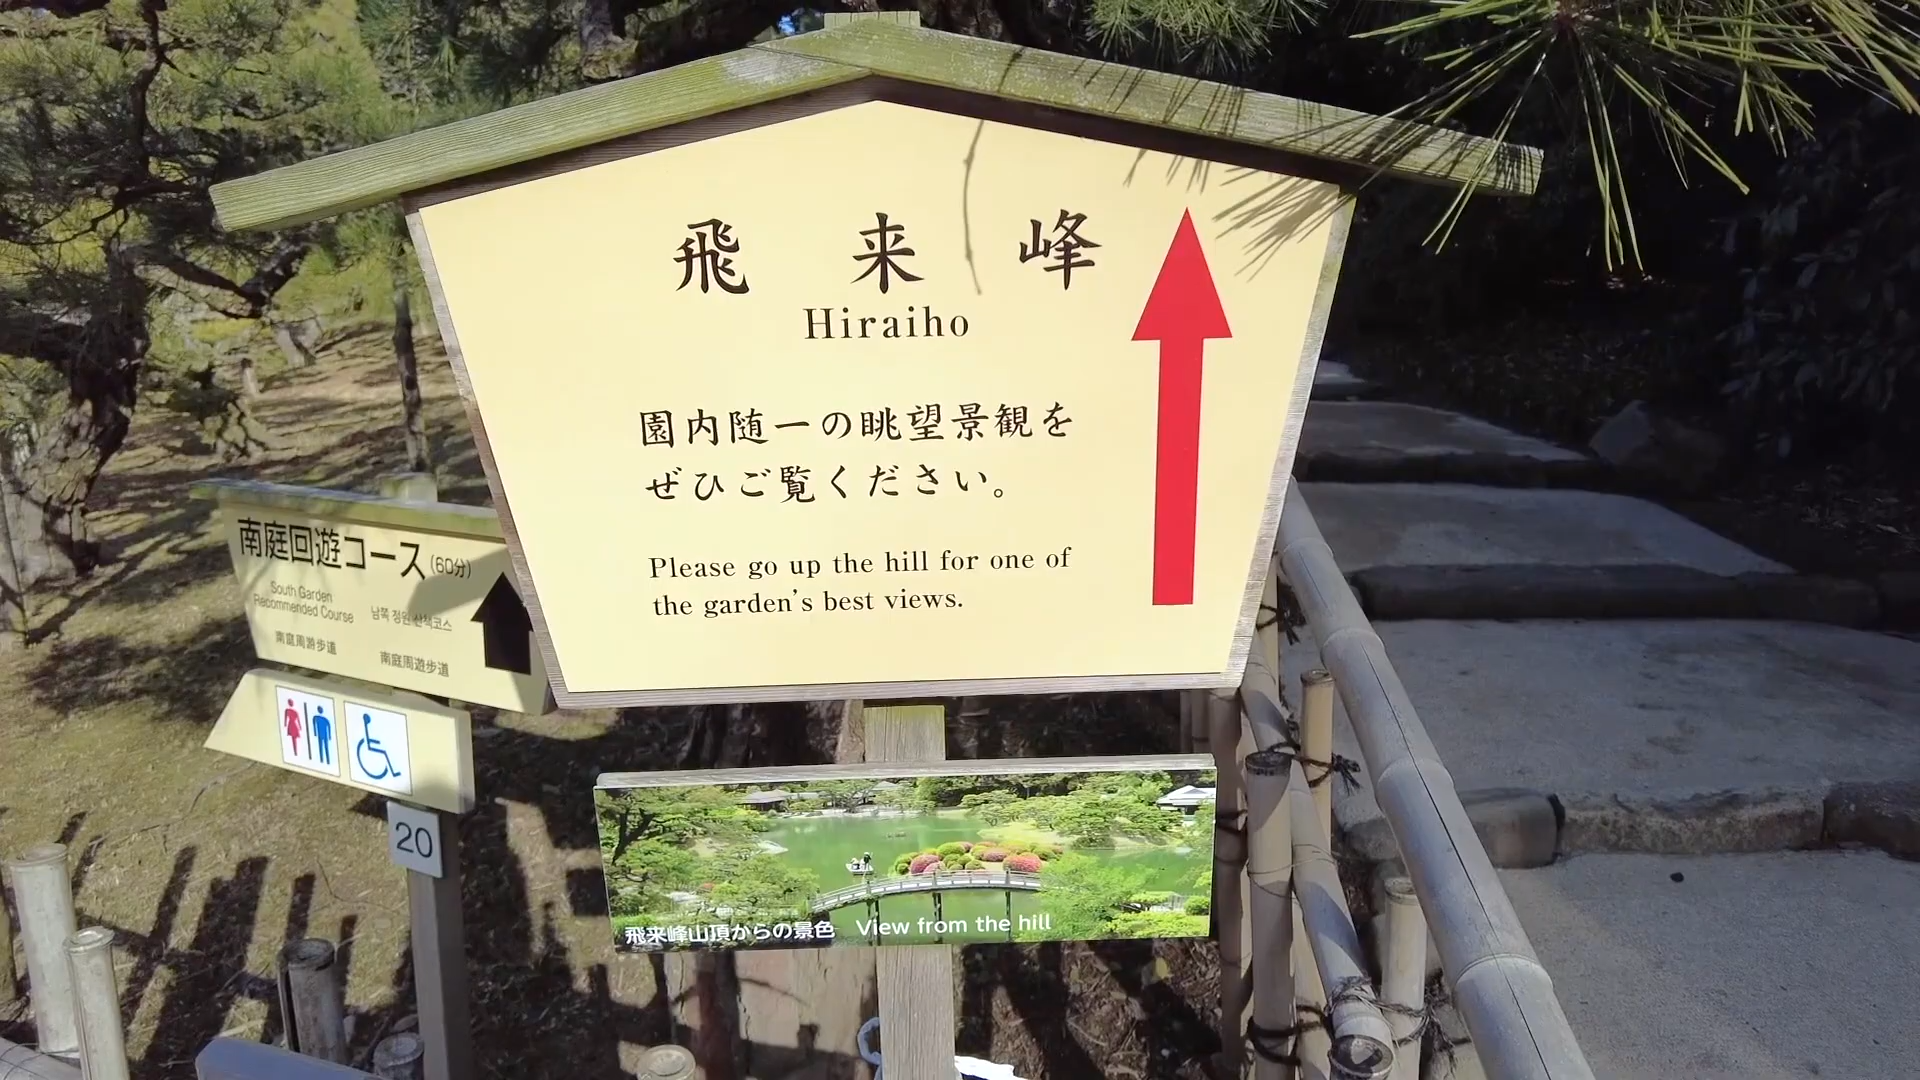 飛来峰
Hiraiho
園内随一の眺望景観を
ぜひご覧ください。
Please go up the hill for one of
the garden's best views.
南庭回遊コース (60分)
South Garden
Recommended Course
남쪽 정원 산책코스
南庭周游步道
南庭周遊步道
20
飛来峰山頂からの景色 View from the hill